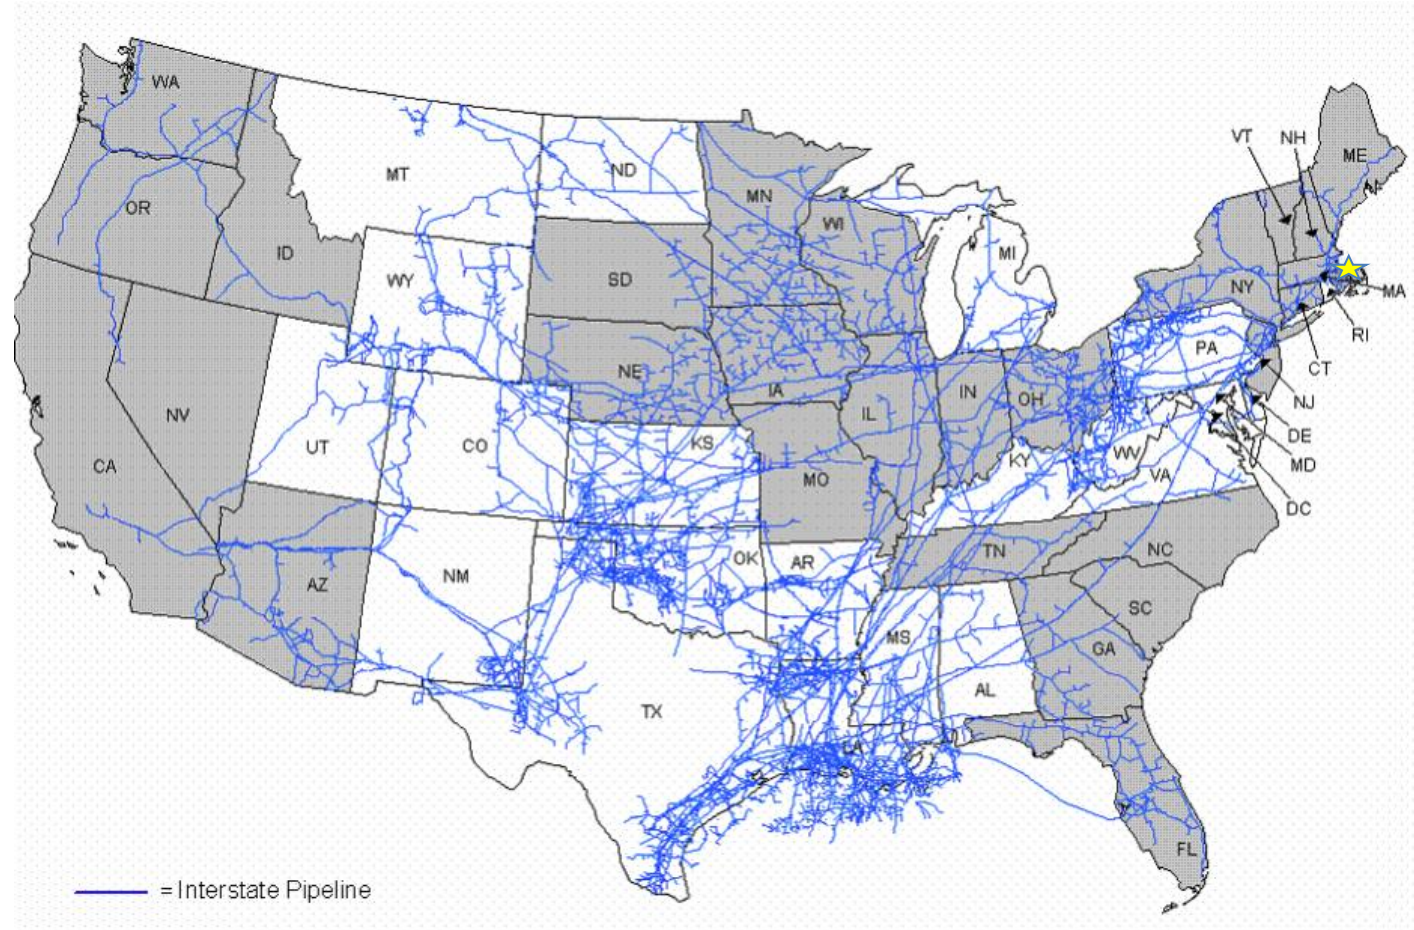 WA
VT
NH
ME
MT
ND
OR
MN
WI
ID
MI
WY
SD
NY
MA
RI
PA
CT
NE
IA
IN
OH
NJ
NV
IL
UT
CO
KS
DE
CA
KY
WV
MD
MO
VA
DC
OK
AR
TN
NC
AZ
NM
SC
MS
GA
AL
TX
LA
FL
= Interstate Pipeline